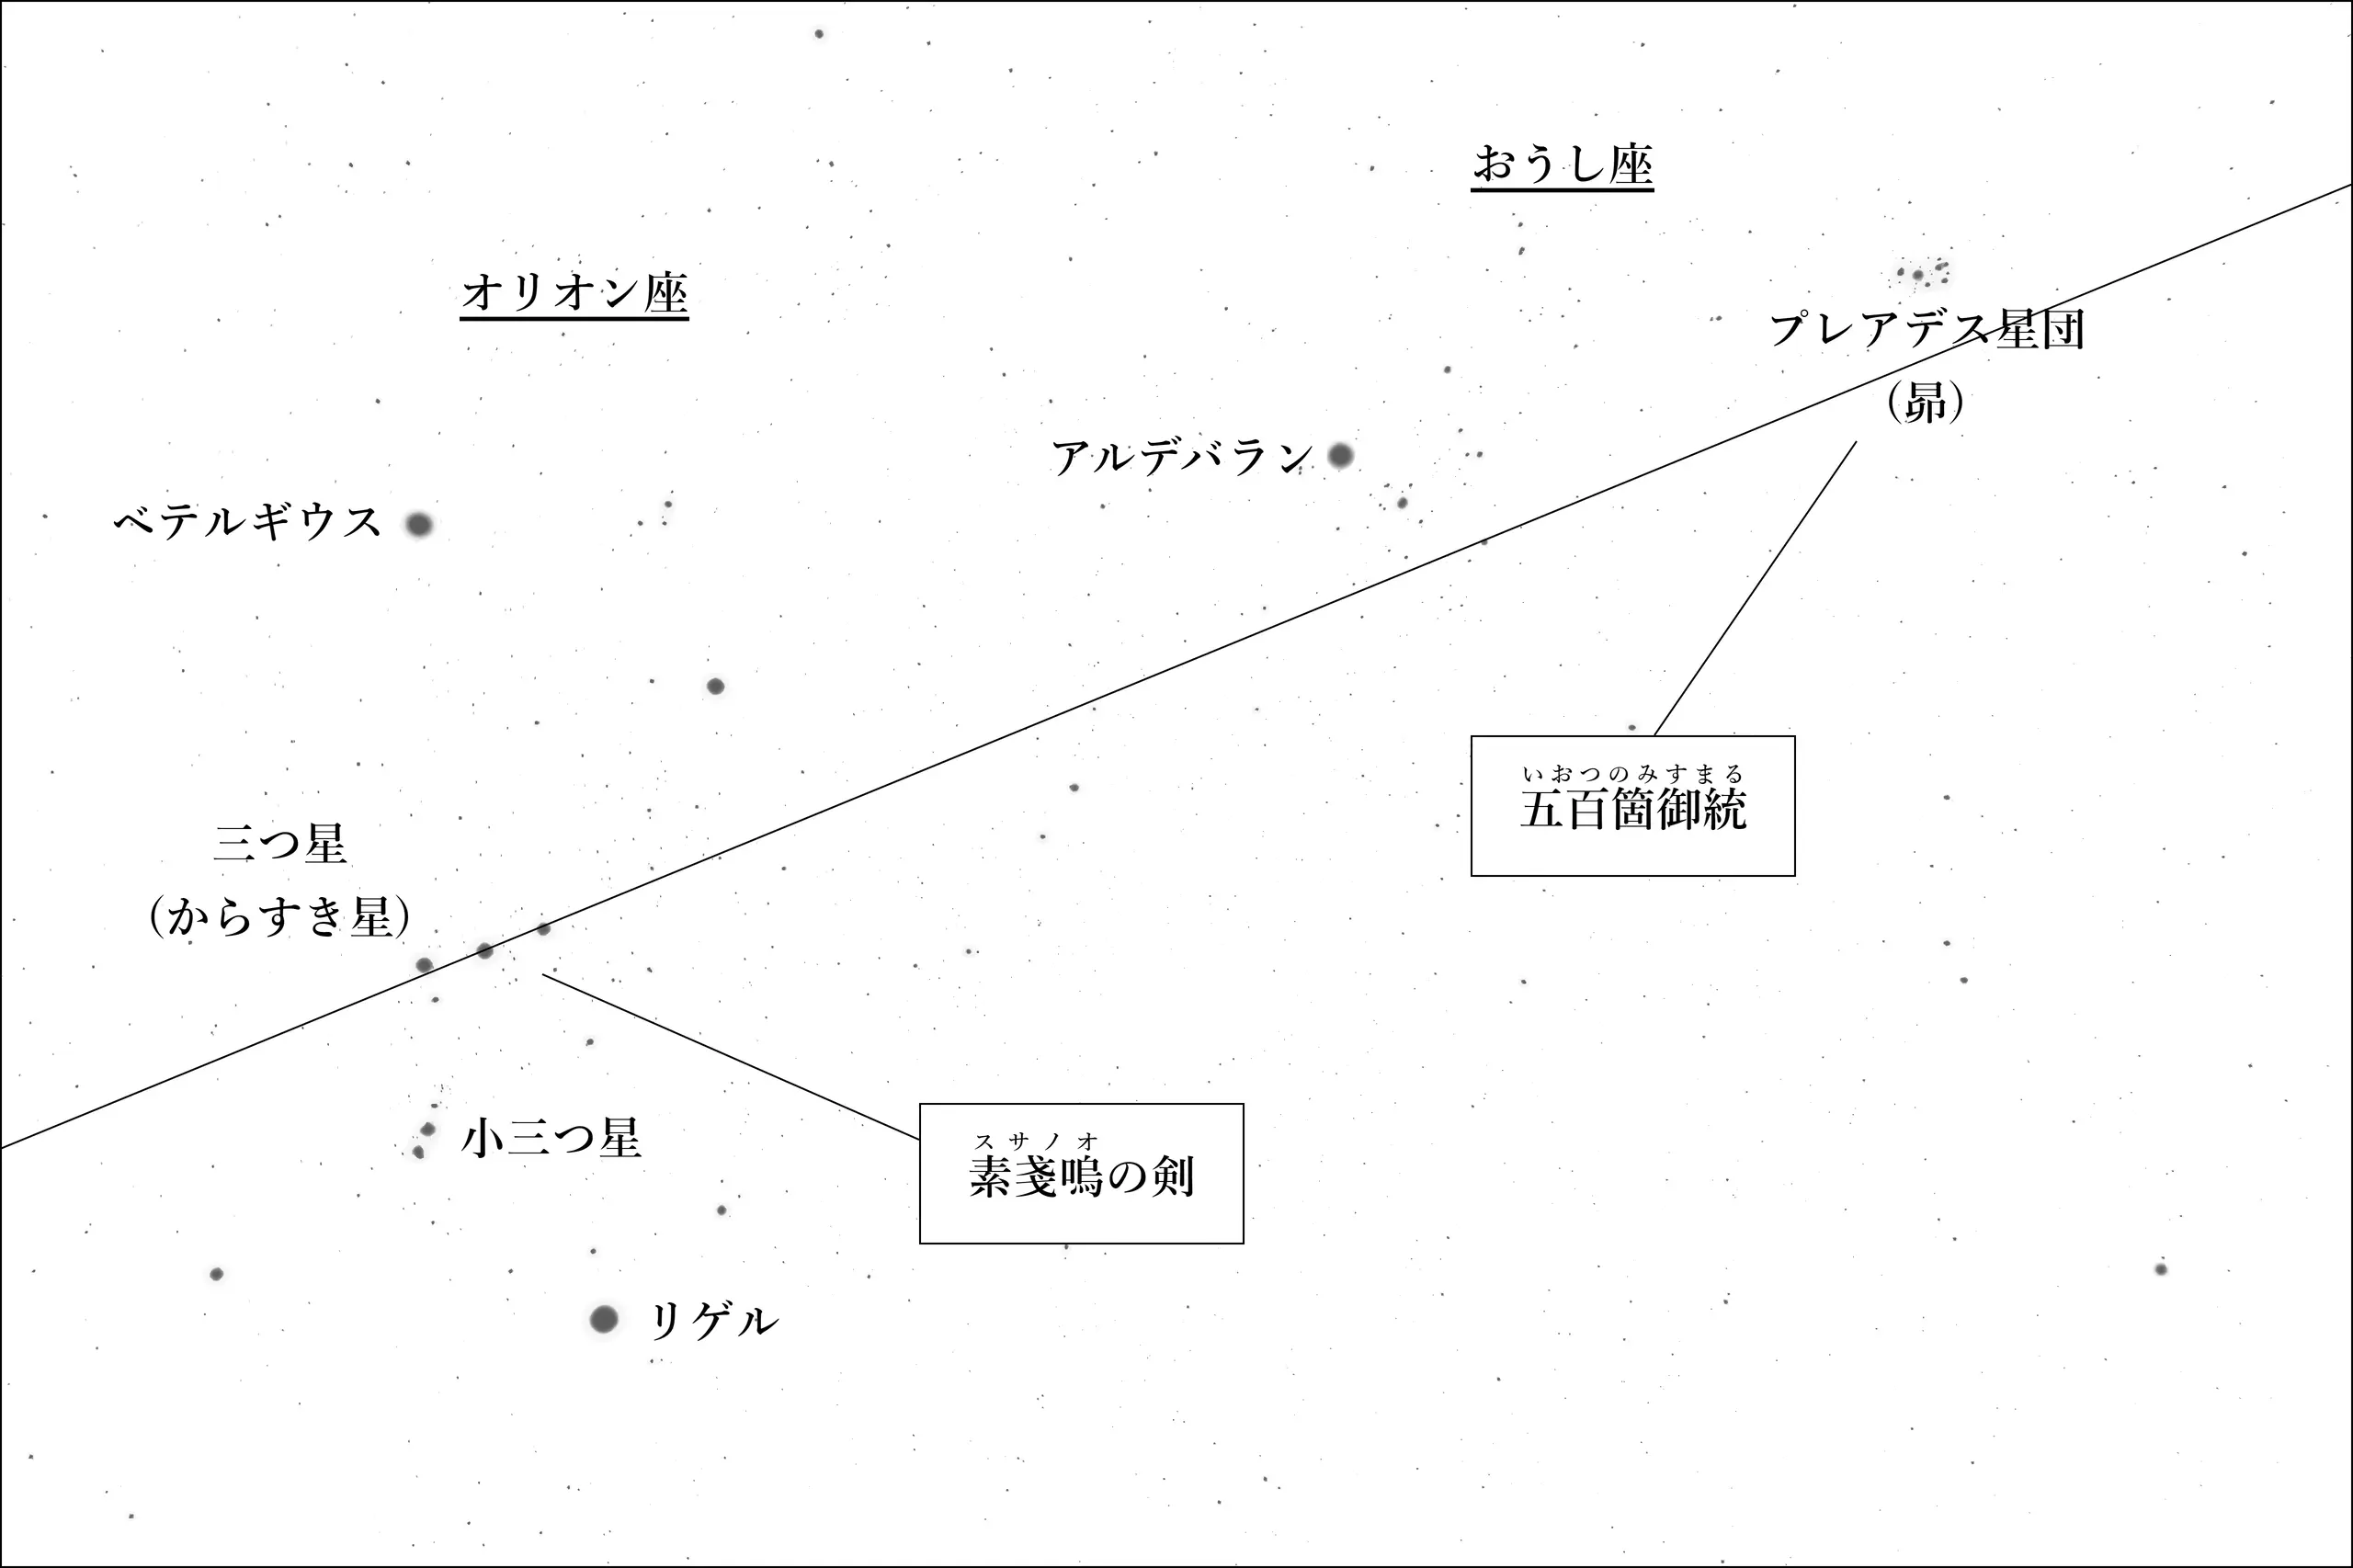 おうし座
オリオン座
プレアデス星団
（昴）
アルデバラン
ベテルギウス
いおつのみすまる
五百箇御統
三つ星
（からすき星）
小三つ星
スサノオ
素戔嗚の剣
リゲル